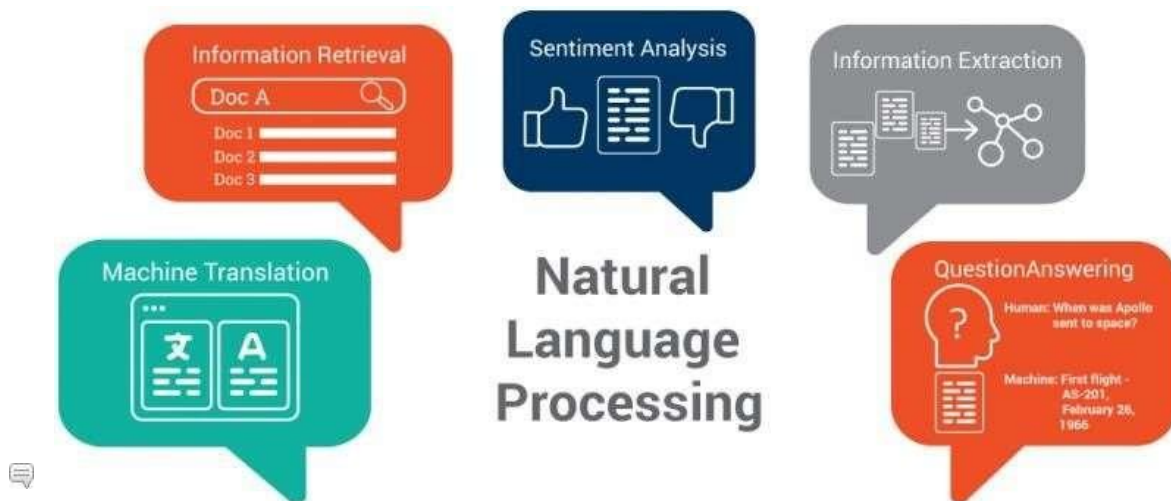 Information Retrieval
Doc A
Doc 1
Doc 2
Doc 3
Sentiment Analysis
Information Extraction
Machine Translation
文 A
Natural
Language
Processing
QuestionAnswering
?
Human: When was Apollo
sent to space?
Machine: First flight -
AS-201,
February 26,
1966